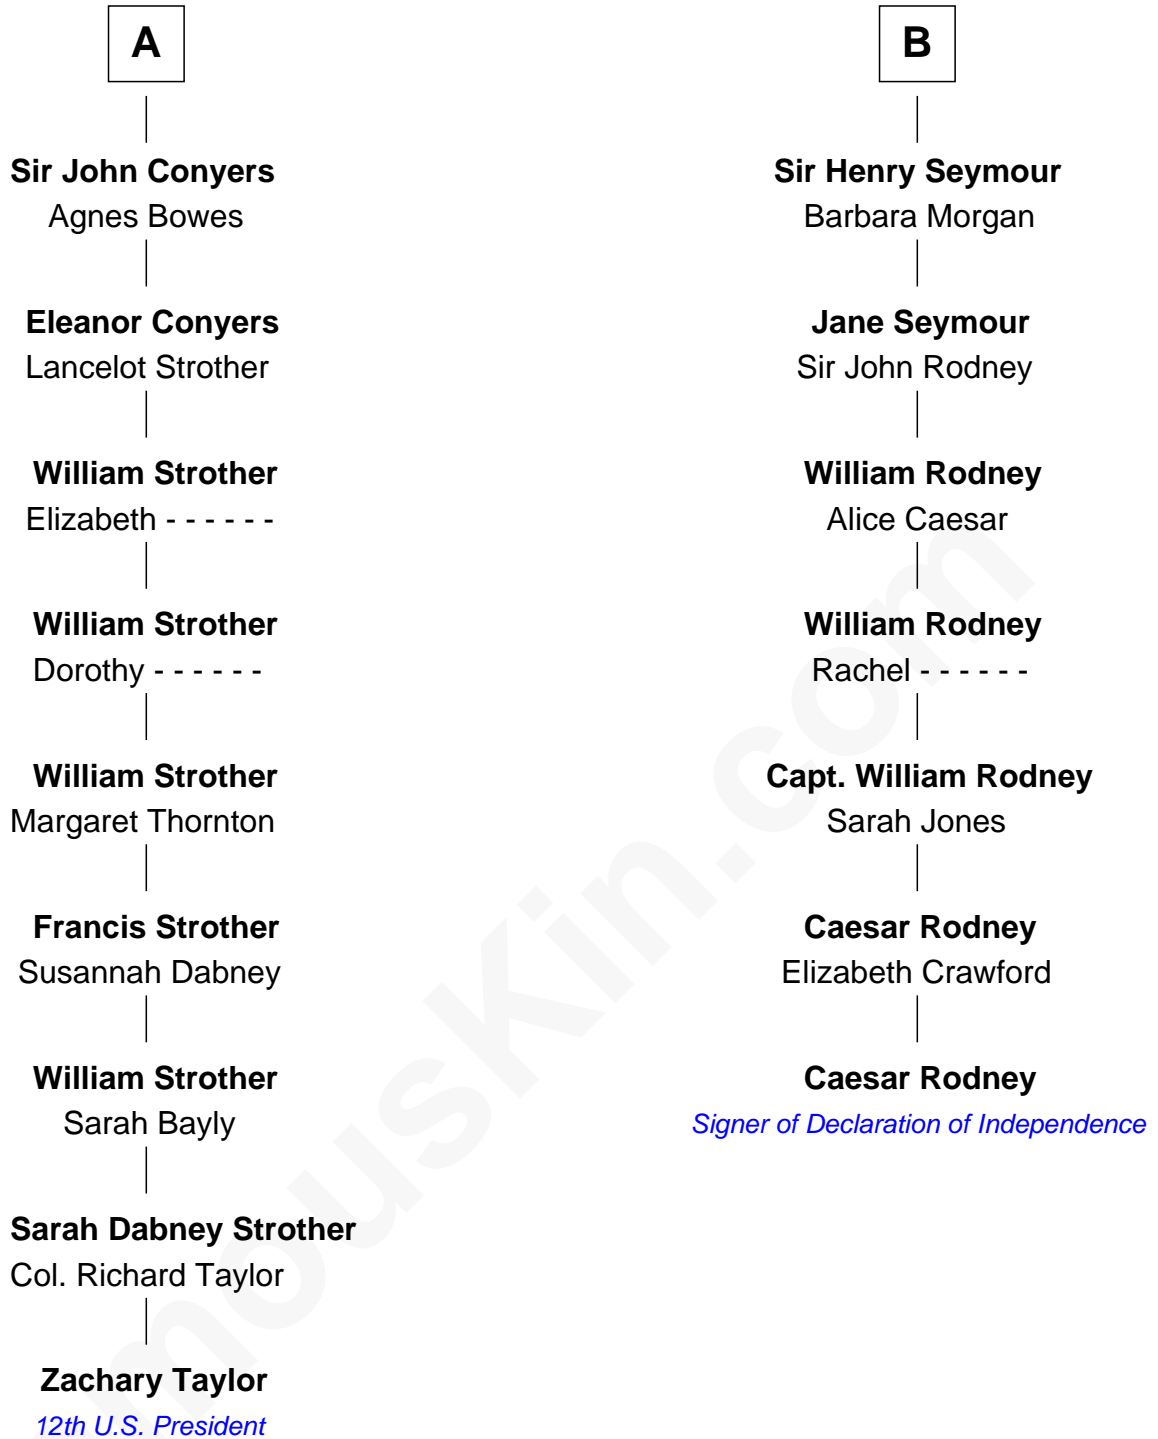 A
Sir John Conyers
Agnes Bowes
Eleanor Conyers
Lancelot Strother
William Strother
Elizabeth - - - - - -
William Strother
Dorothy - - - - - -
William Strother
Margaret Thornton
Francis Strother
Susannah Dabney
William Strother
Sarah Bayly
Sarah Dabney Strother
Col. Richard Taylor
Zachary Taylor
12th U.S. President
B
Sir Henry Seymour
Barbara Morgan
Jane Seymour
Sir John Rodney
William Rodney
Alice Caesar
William Rodney
Rachel - - - - - -
Capt. William Rodney
Sarah Jones
Caesar Rodney
Elizabeth Crawford
Caesar Rodney
Signer of Declaration of Independence
mouskin.com